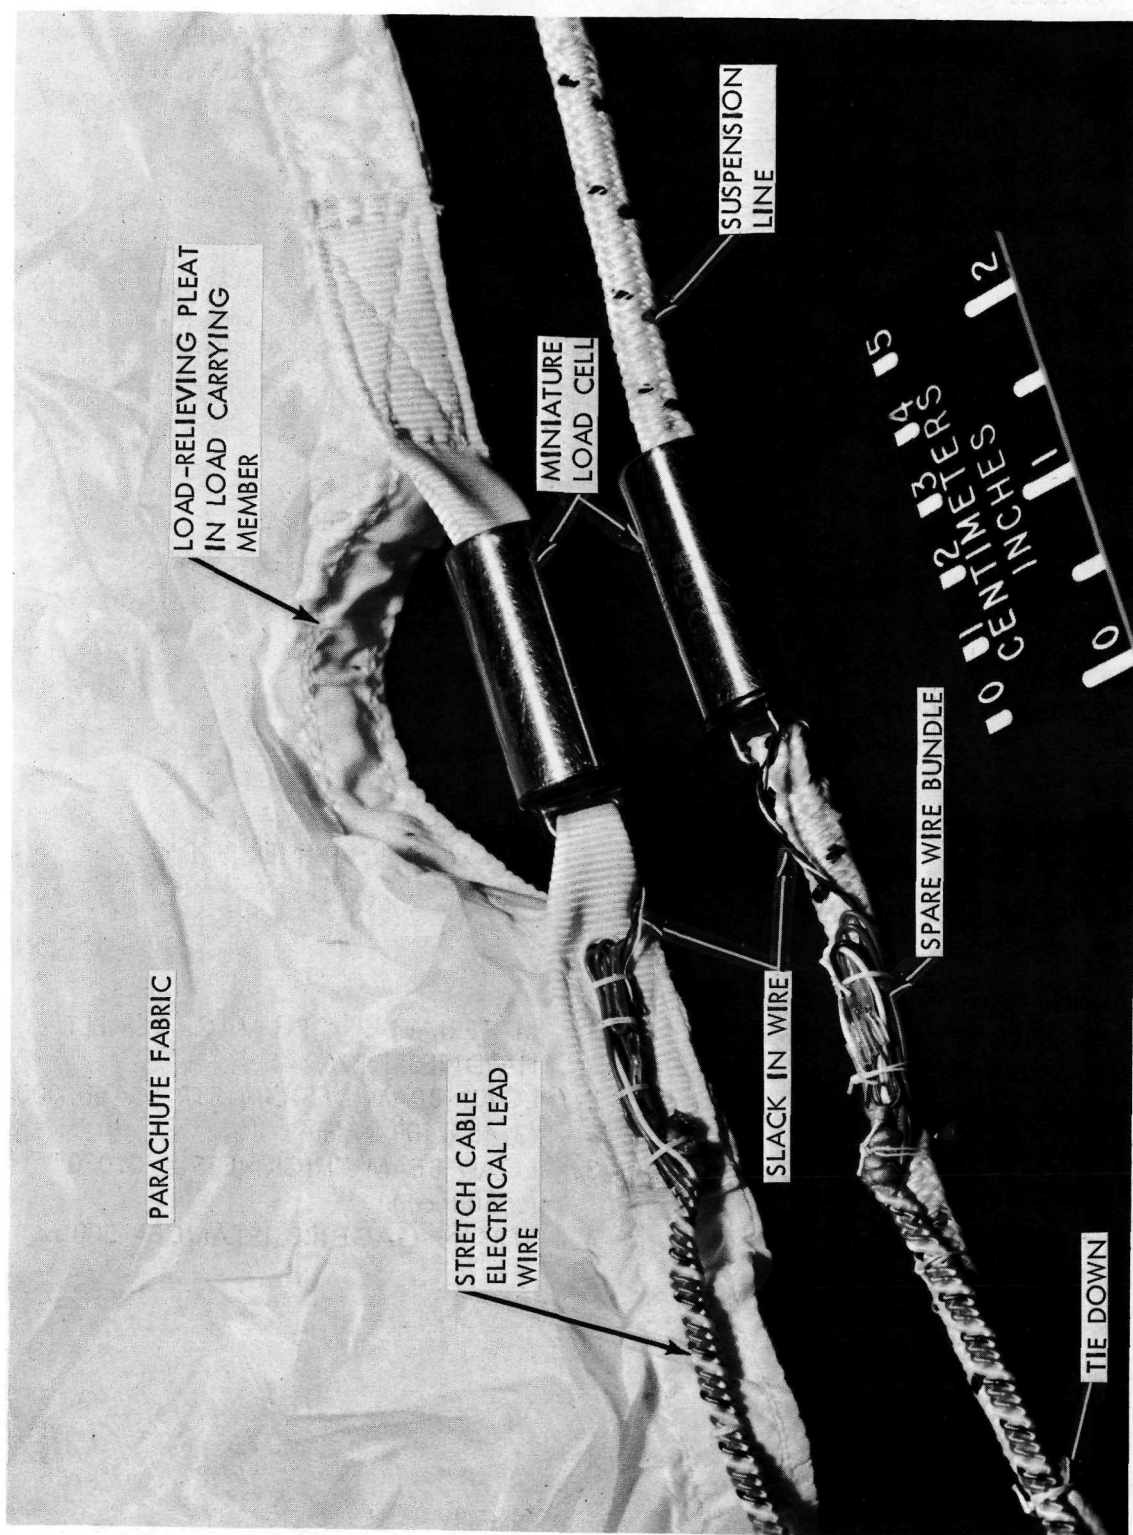 PARACHUTE FABRIC
LOAD-RELIEVING PLEAT
IN LOAD CARRYING
MEMBER
STRETCH CABLE
ELECTRICAL LEAD
WIRE
MINIATURE
LOAD CELL
SUSPENSION
LINE
SLACK IN WIRE
SPARE WIRE BUNDLE
TIE DOWN
0 1 2 3 4 5
CENTIMETERS
INCHES
0 1 2